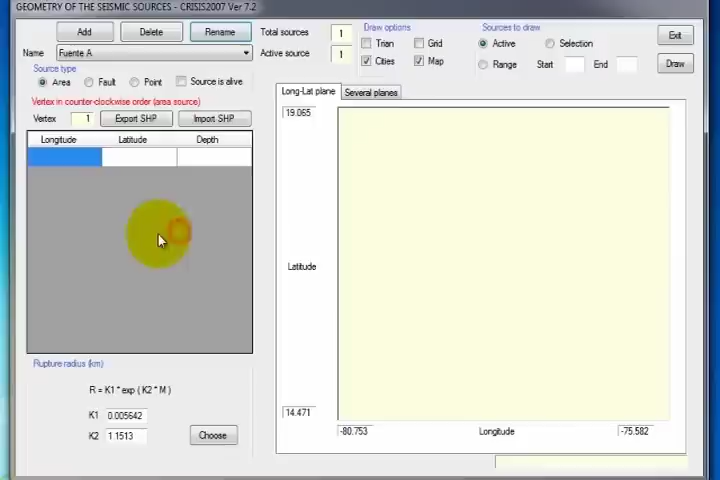 GEOMETRY OF THE SEISMIC SOURCES - CRISIS2007 Ver 7.2
Add
Delete
Rename
Total sources
1
Name
Fuente A
Active source
1
Draw options
Trian
Grid
Cities
Map
Sources to draw
Active
Selection
Range
Start
End
Exit
Draw
Source type
Area
Fault
Point
Source is alive
Vertex in counter-clockwise order (area source)
Vertex
1
Export SHP
Import SHP
Longitude
Latitude
Depth
Long-Lat plane
Several planes
19.065
Latitude
14.471
-80.753
Longitude
-75.582
Rupture radius (km)
R = K1 * exp ( K2 * M )
K1
0.005642
K2
1.1513
Choose